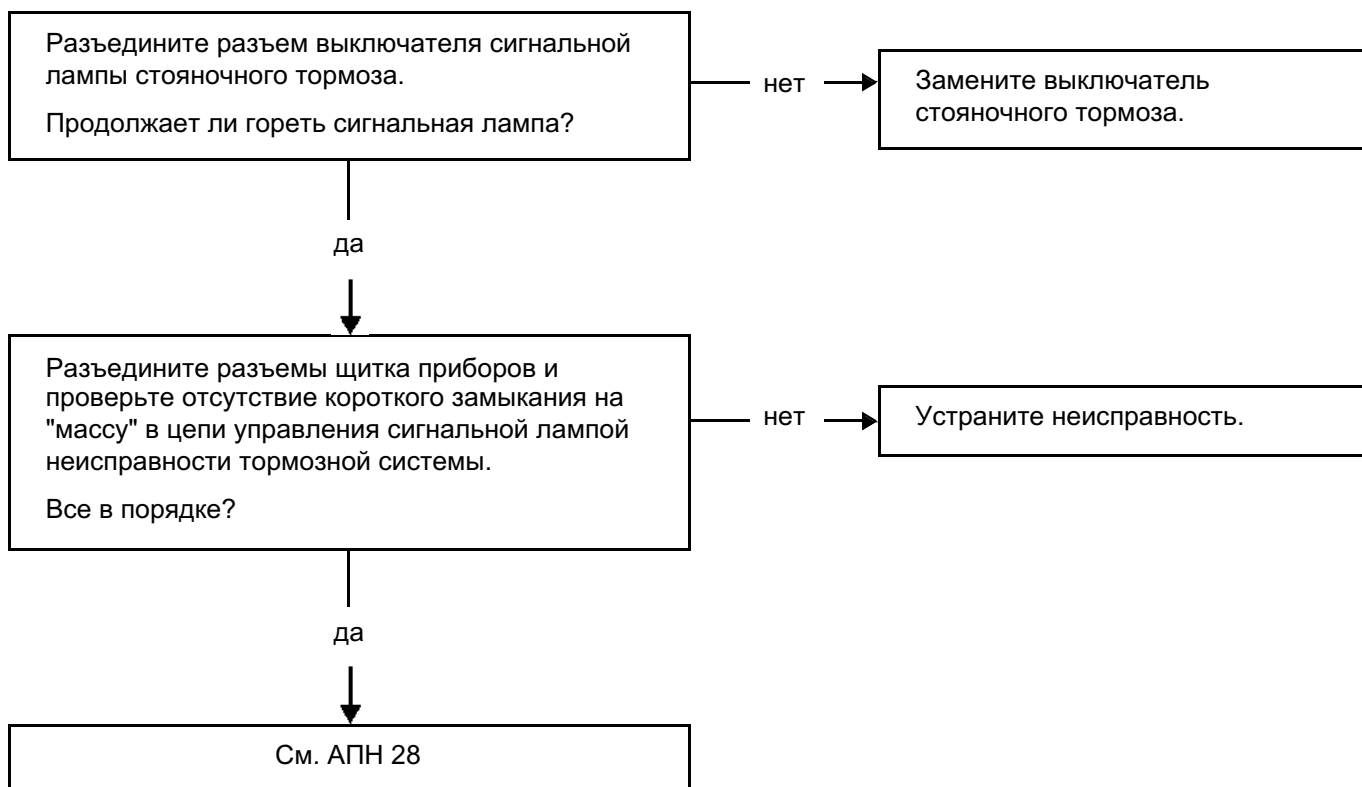 Разъедините разъем выключателя сигнальной
лампы стояночного тормоза.
Продолжает ли гореть сигнальная лампа?
нет
Замените выключатель
стояночного тормоза.
да
Разъедините разъемы щитка приборов и
проверьте отсутствие короткого замыкания на
"массу" в цепи управления сигнальной лампой
неисправности тормозной системы.
Все в порядке?
нет
Устраните неисправность.
да
См. АПН 28